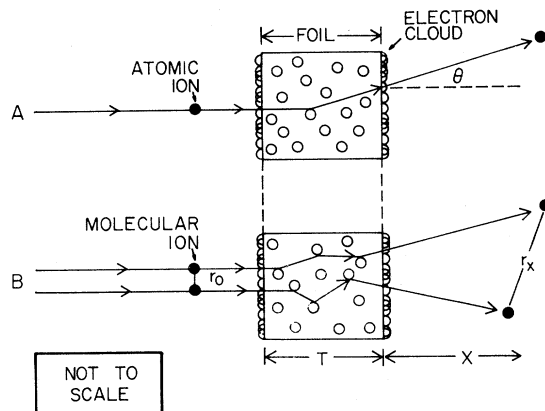 FOIL
ELECTRON
CLOUD
ATOMIC
ION
θ
A
MOLECULAR
ION
B
r₀
rₓ
T
X
NOT TO
SCALE